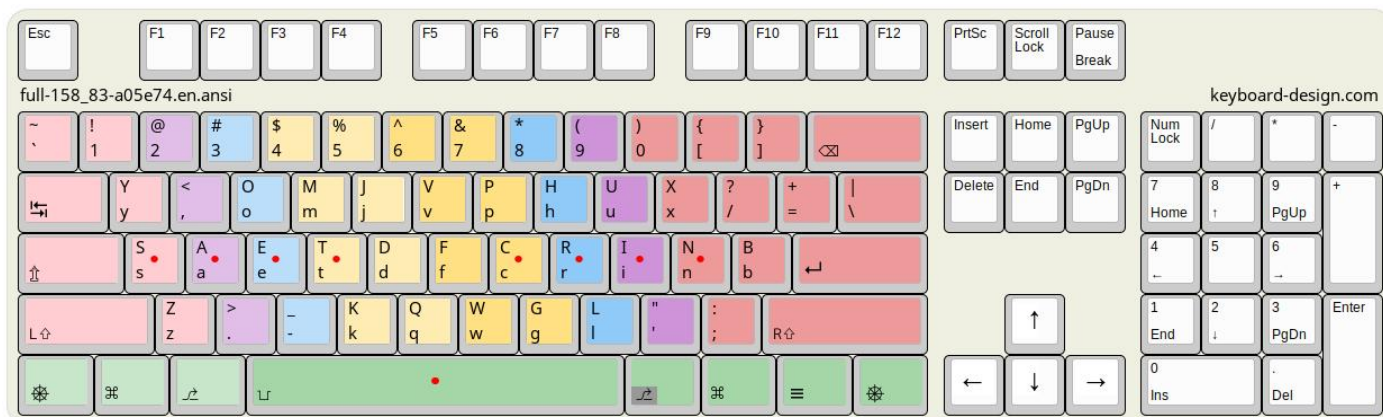 Esc F1 F2 F3 F4 F5 F6 F7 F8 F9 F10 F11 F12 PrtSc Scroll Lock Pause Break
full-158_83-a05e74.en.ansi keyboard-design.com
~ ! @ # $ % ^ & * ( ) { } Insert Home PgUp Num Lock / * -
` 1 2 3 4 5 6 7 8 9 0 [ ] ⌫
Y < O M J V P H U X ? + | Delete End PgDn 7 8 9 +
↹ y , o m j v p h u x / = \ Home ↑ PgUp
S A E T D F C R I N B 4 5 6
⇧ s a e t d f c r i n b ↵ ← →
Z > _ K Q W G L " : ↑ 1 2 3 Enter
L⇧ z . - k q w g l ' ; R⇧ End ↓ PgDn
⎈ ⌘ ⎇ ⎵ ⎇ ⌘ ≡ ⎈ ← ↓ → 0 .
Ins Del